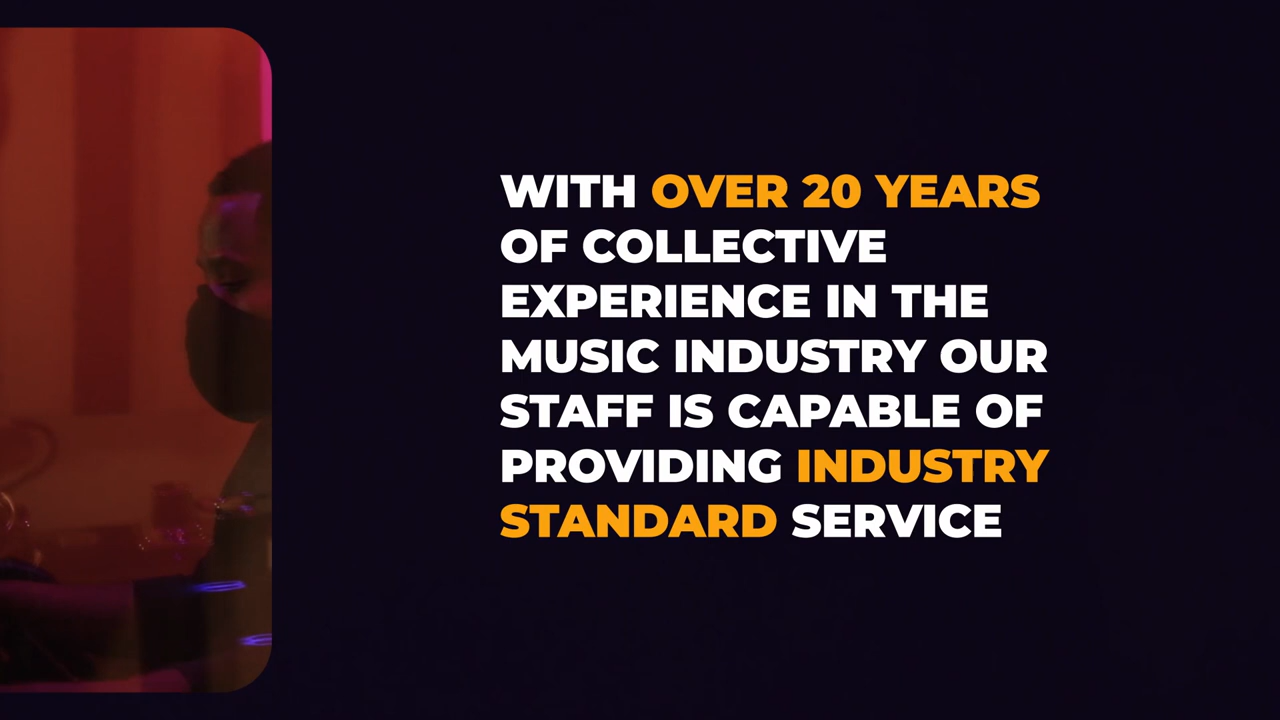 WITH OVER 20 YEARS
OF COLLECTIVE
EXPERIENCE IN THE
MUSIC INDUSTRY OUR
STAFF IS CAPABLE OF
PROVIDING INDUSTRY
STANDARD SERVICE